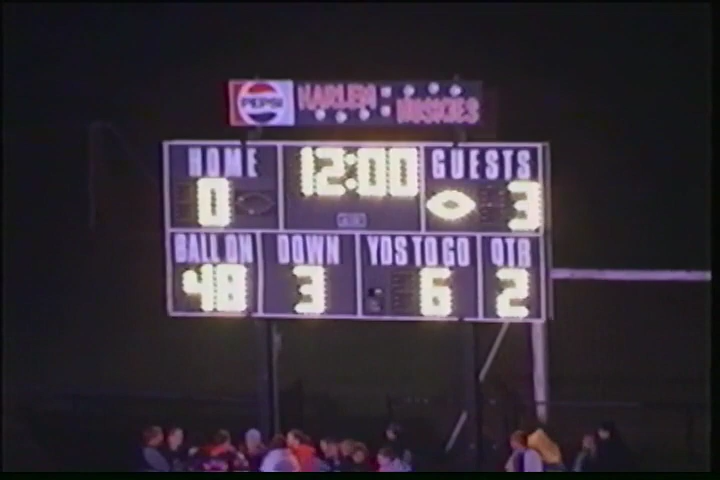 PEPSI HARLEM HUSKIES
HOME 12:00 GUESTS
0 3
BALL ON DOWN YDS TO GO QTR
48 3 6 2